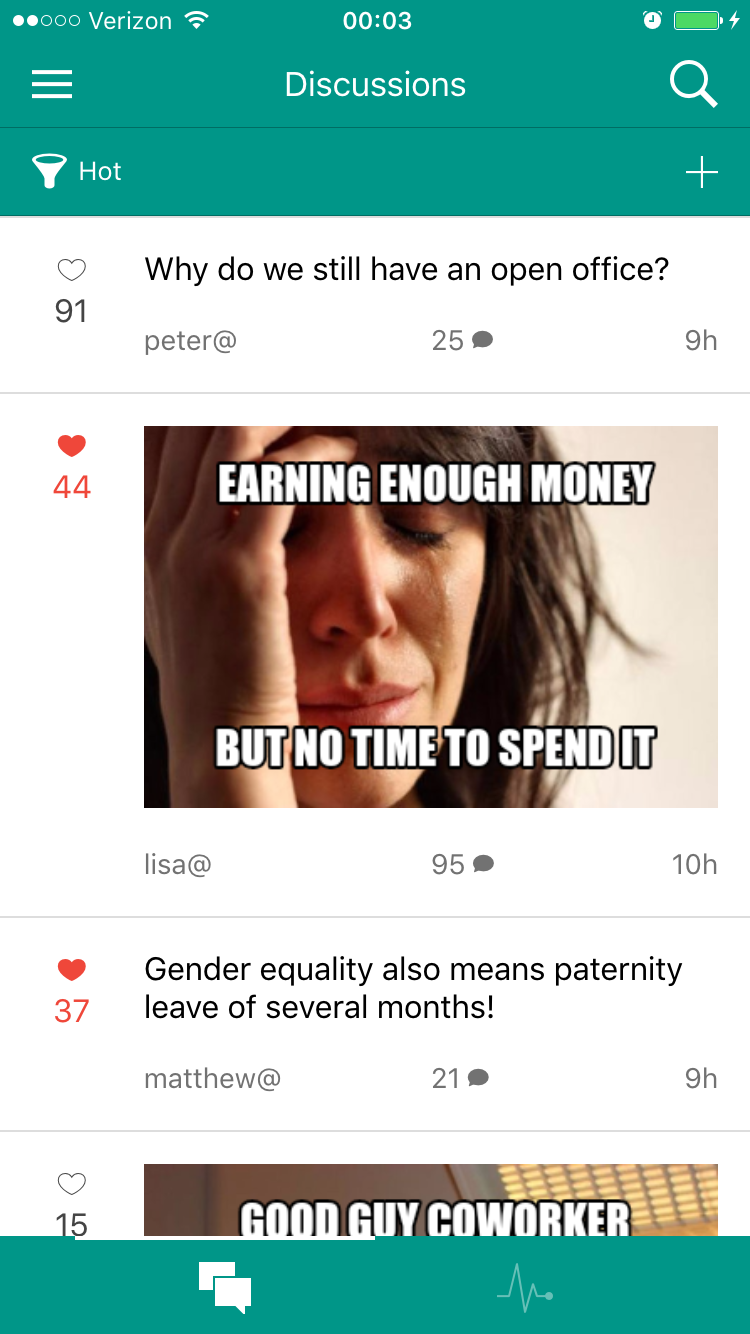 Verizon 00:03
Discussions
Hot
Why do we still have an open office?
91
peter@ 25 9h
44
EARNING ENOUGH MONEY
BUT NO TIME TO SPEND IT
lisa@ 95 10h
Gender equality also means paternity
leave of several months!
37
matthew@ 21 9h
15
GOOD GUY COWORKER